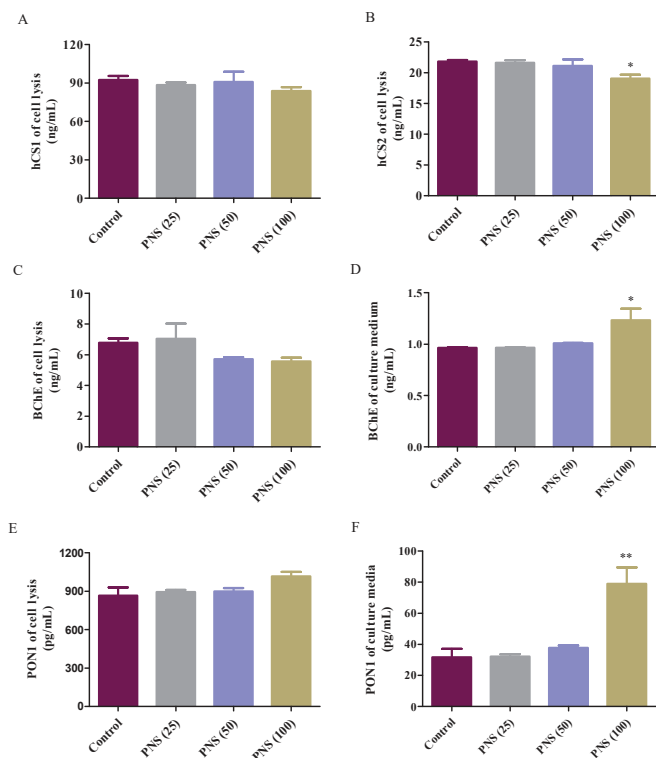 A
hCS1 of cell lysis
(ng/mL)
120
90
60
30
0
Control
PNS (25)
PNS (50)
PNS (100)
B
hCS2 of cell lysis
(ng/mL)
25
20
15
10
5
0
*
Control
PNS (25)
PNS (50)
PNS (100)
C
BChE of cell lysis
(ng/mL)
8
6
4
2
0
Control
PNS (25)
PNS (50)
PNS (100)
D
BChE of culture medium
(ng/mL)
1.5
1.0
0.5
0.0
*
Control
PNS (25)
PNS (50)
PNS (100)
E
PON1 of cell lysis
(pg/mL)
1200
900
600
300
0
Control
PNS (25)
PNS (50)
PNS (100)
F
PON1 of culture media
(pg/mL)
100
80
60
40
20
0
**
Control
PNS (25)
PNS (50)
PNS (100)